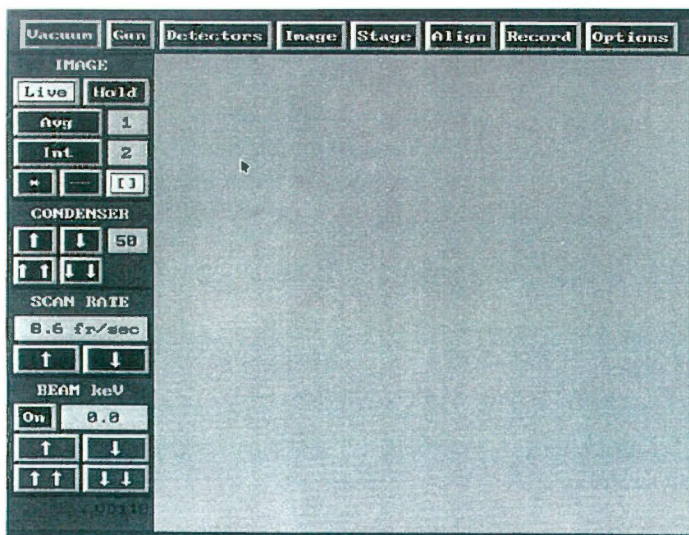 Vacuum Gun Detectors Image Stage Align Record Options
IMAGE
Live Hold
Avg 1
Int 2
[]
CONDENSER
↑ ↓ 50
↑↑ ↓↓
SCAN RATE
8.6 fr/sec
↑ ↓
BEAM keV
On 0.0
↑ ↓
↑↑ ↓↓